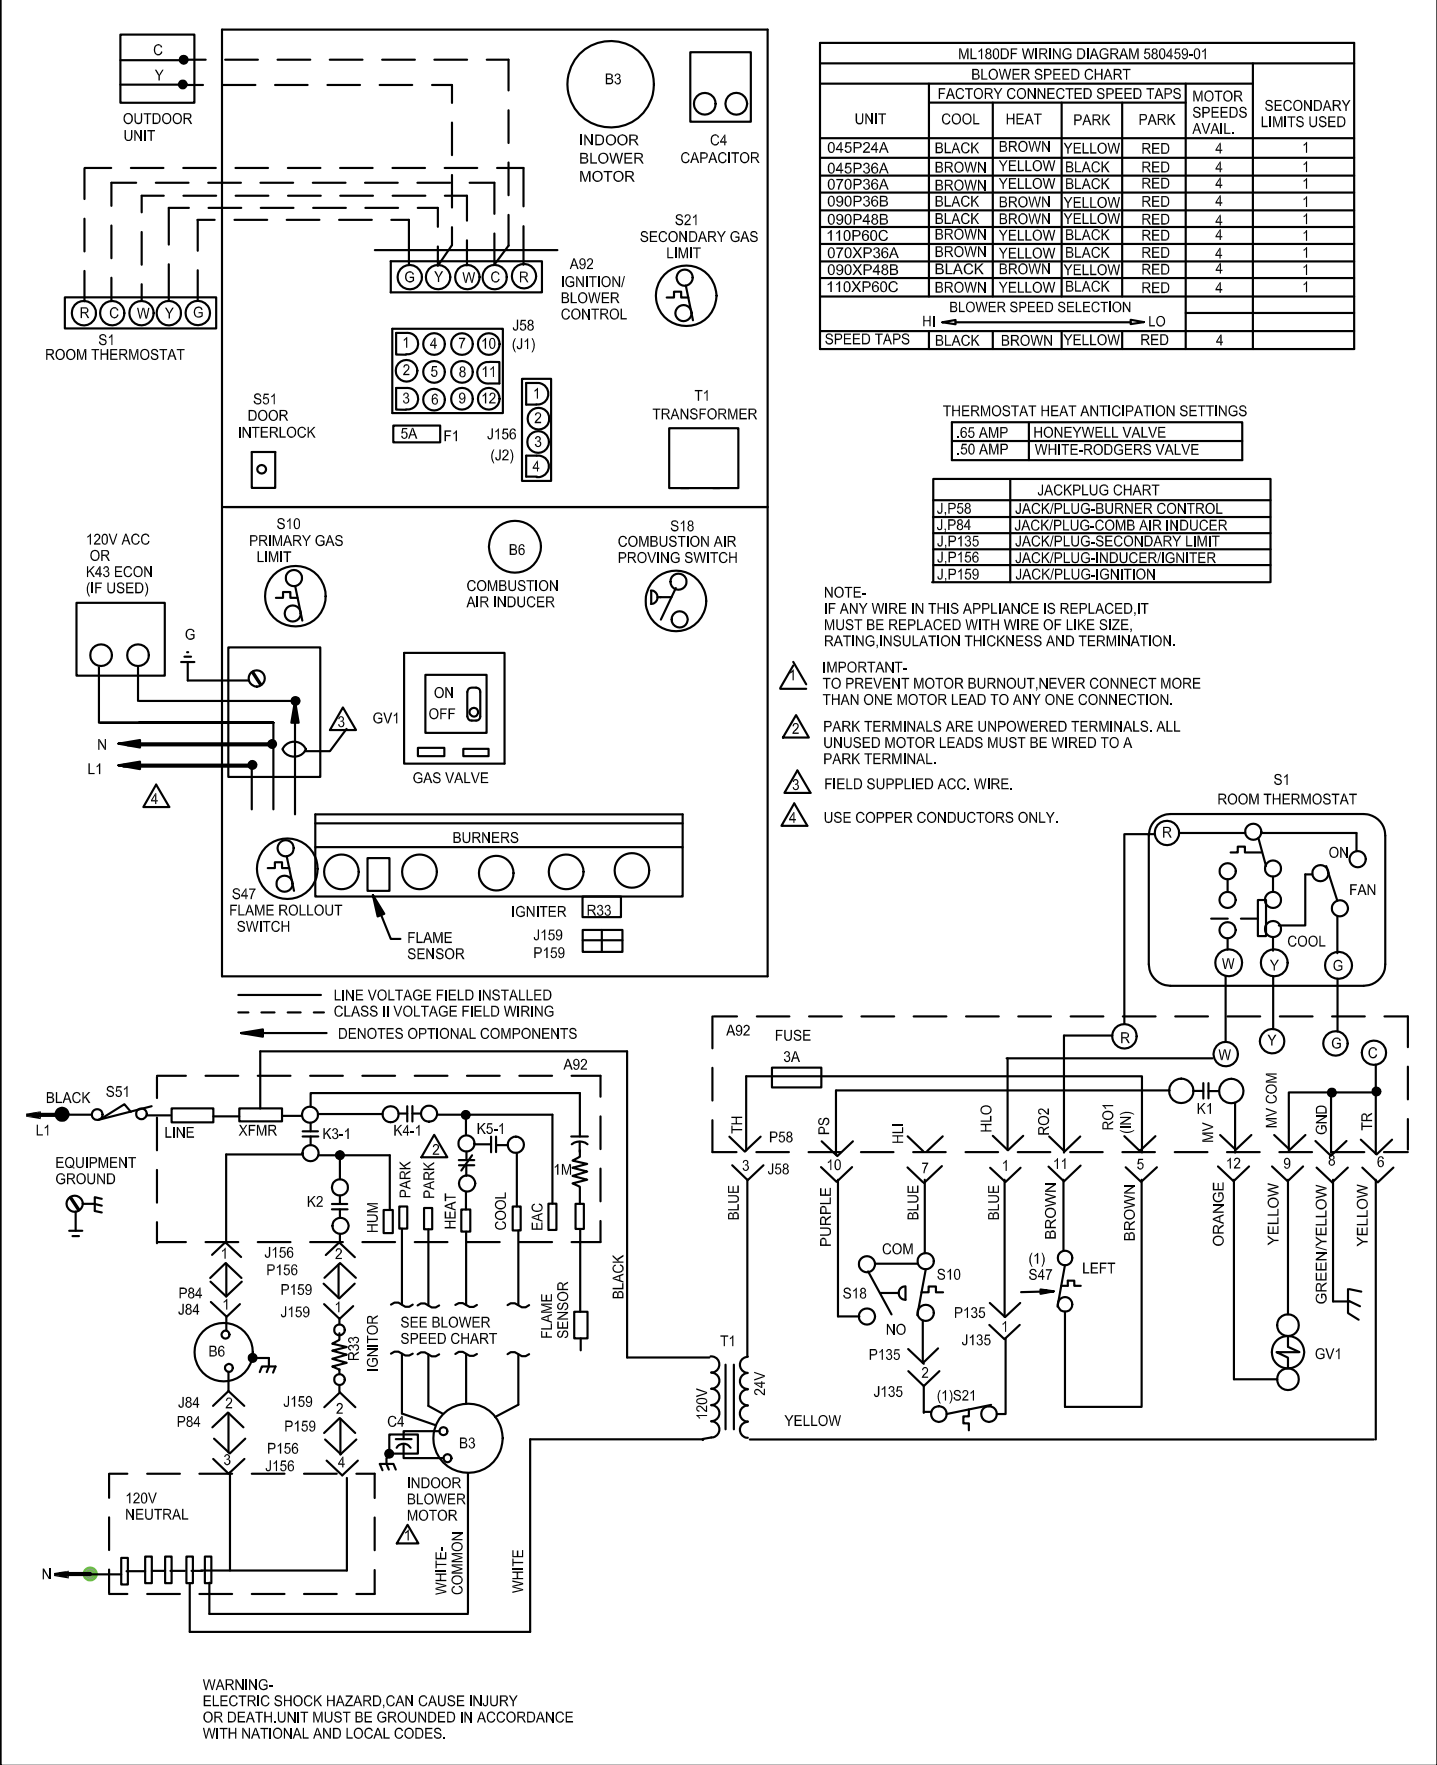 C
Y
OUTDOOR
UNIT
B3
INDOOR
BLOWER
MOTOR
C4
CAPACITOR
S21
SECONDARY GAS
LIMIT
G Y W C R
A92
IGNITION/
BLOWER
CONTROL
R C W Y G
S1
ROOM THERMOSTAT
J58
(J1)
1 4 7 10
2 5 8 11
3 6 9 12
5A F1
J156
(J2)
1
2
3
4
S51
DOOR
INTERLOCK
T1
TRANSFORMER
S10
PRIMARY GAS
LIMIT
B6
COMBUSTION
AIR INDUCER
S18
COMBUSTION AIR
PROVING SWITCH
120V ACC
OR
K43 ECON
(IF USED)
G
N
L1
4
3
GV1
ON
OFF
GAS VALVE
BURNERS
S47
FLAME ROLLOUT
SWITCH
FLAME
SENSOR
IGNITER R33
J159
P159
ML180DF WIRING DIAGRAM 580459-01
BLOWER SPEED CHART
FACTORY CONNECTED SPEED TAPS
UNIT COOL HEAT PARK PARK
MOTOR
SPEEDS
AVAIL.
SECONDARY
LIMITS USED
045P24A BLACK BROWN YELLOW RED 4 1
045P36A BROWN YELLOW BLACK RED 4 1
070P36A BROWN YELLOW BLACK RED 4 1
090P36B BLACK BROWN YELLOW RED 4 1
090P48B BLACK BROWN YELLOW RED 4 1
110P60C BROWN YELLOW BLACK RED 4 1
070XP36A BROWN YELLOW BLACK RED 4 1
090XP48B BLACK BROWN YELLOW RED 4 1
110XP60C BROWN YELLOW BLACK RED 4 1
BLOWER SPEED SELECTION
HI LO
SPEED TAPS BLACK BROWN YELLOW RED 4
THERMOSTAT HEAT ANTICIPATION SETTINGS
.65 AMP HONEYWELL VALVE
.50 AMP WHITE-RODGERS VALVE
JACKPLUG CHART
J,P58 JACK/PLUG-BURNER CONTROL
J,P84 JACK/PLUG-COMB AIR INDUCER
J,P135 JACK/PLUG-SECONDARY LIMIT
J,P156 JACK/PLUG-INDUCER/IGNITER
J,P159 JACK/PLUG-IGNITION
NOTE-
IF ANY WIRE IN THIS APPLIANCE IS REPLACED,IT
MUST BE REPLACED WITH WIRE OF LIKE SIZE,
RATING,INSULATION THICKNESS AND TERMINATION.
1 IMPORTANT-
TO PREVENT MOTOR BURNOUT,NEVER CONNECT MORE
THAN ONE MOTOR LEAD TO ANY ONE CONNECTION.
2 PARK TERMINALS ARE UNPOWERED TERMINALS. ALL
UNUSED MOTOR LEADS MUST BE WIRED TO A
PARK TERMINAL.
3 FIELD SUPPLIED ACC. WIRE.
4 USE COPPER CONDUCTORS ONLY.
LINE VOLTAGE FIELD INSTALLED
CLASS II VOLTAGE FIELD WIRING
DENOTES OPTIONAL COMPONENTS
S1
ROOM THERMOSTAT
R
ON
FAN
COOL
W Y G
A92
FUSE
3A
R W Y G C
K1
TH PS HLI HLO RO2 RO1 (IN) MV MV COM GND TR
P58
J58
3 10 7 1 11 5 12 9 8 6
BLUE PURPLE BLUE BLUE BROWN BROWN ORANGE YELLOW GREEN/YELLOW YELLOW
COM
S18
NO
S10
(1)
S47 LEFT
P135
1
J135
P135
2
J135
(1)S21
GV1
T1
120V
24V
YELLOW
BLACK
S51
L1
A92
LINE
XFMR
K3-1
K4-1
K5-1
2
1M
EQUIPMENT
GROUND
K2
HUM PARK PARK HEAT COOL EAC
1 J156 2
P156
P84 P159
J84 1 J159 1
B6
R33
IGNITOR
J84 2 J159 2
P84 P159
P156
3 J156 4
SEE BLOWER
SPEED CHART
FLAME
SENSOR
BLACK
C4
B3
INDOOR
BLOWER
MOTOR
1
120V
NEUTRAL
N
WHITE-
COMMON
WHITE
WARNING-
ELECTRIC SHOCK HAZARD,CAN CAUSE INJURY
OR DEATH.UNIT MUST BE GROUNDED IN ACCORDANCE
WITH NATIONAL AND LOCAL CODES.